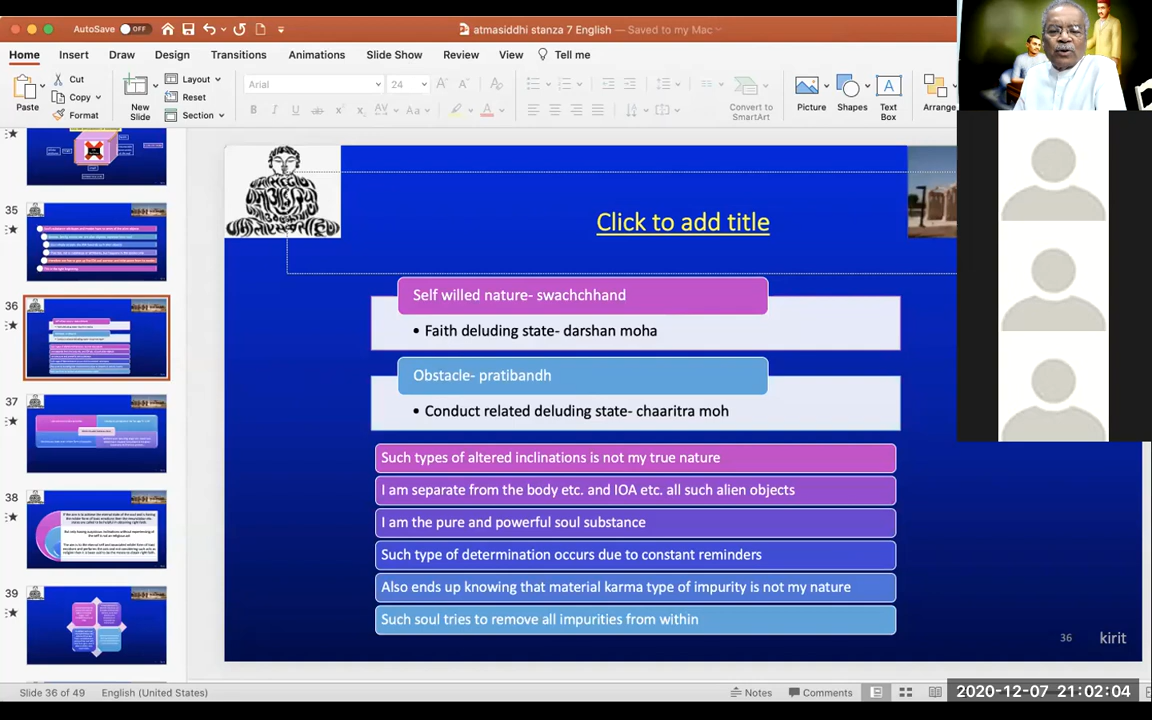 AutoSave OFF
atmasiddhi stanza 7 English — Saved to my Mac
Home Insert Draw Design Transitions Animations Slide Show Review View Tell me
Paste
Cut
Copy
Format
New Slide
Layout
Reset
Section
Arial 24
Convert to SmartArt
Picture
Shapes
Text Box
Arrange
35
36
37
38
39
Click to add title
Self willed nature- swachchhand
• Faith deluding state- darshan moha
Obstacle- pratibandh
• Conduct related deluding state- chaaritra moh
Such types of altered inclinations is not my true nature
I am separate from the body etc. and IOA etc. all such alien objects
I am the pure and powerful soul substance
Such type of determination occurs due to constant reminders
Also ends up knowing that material karma type of impurity is not my nature
Such soul tries to remove all impurities from within
36 kirit
Slide 36 of 49 English (United States)
Notes Comments
2020-12-07 21:02:04